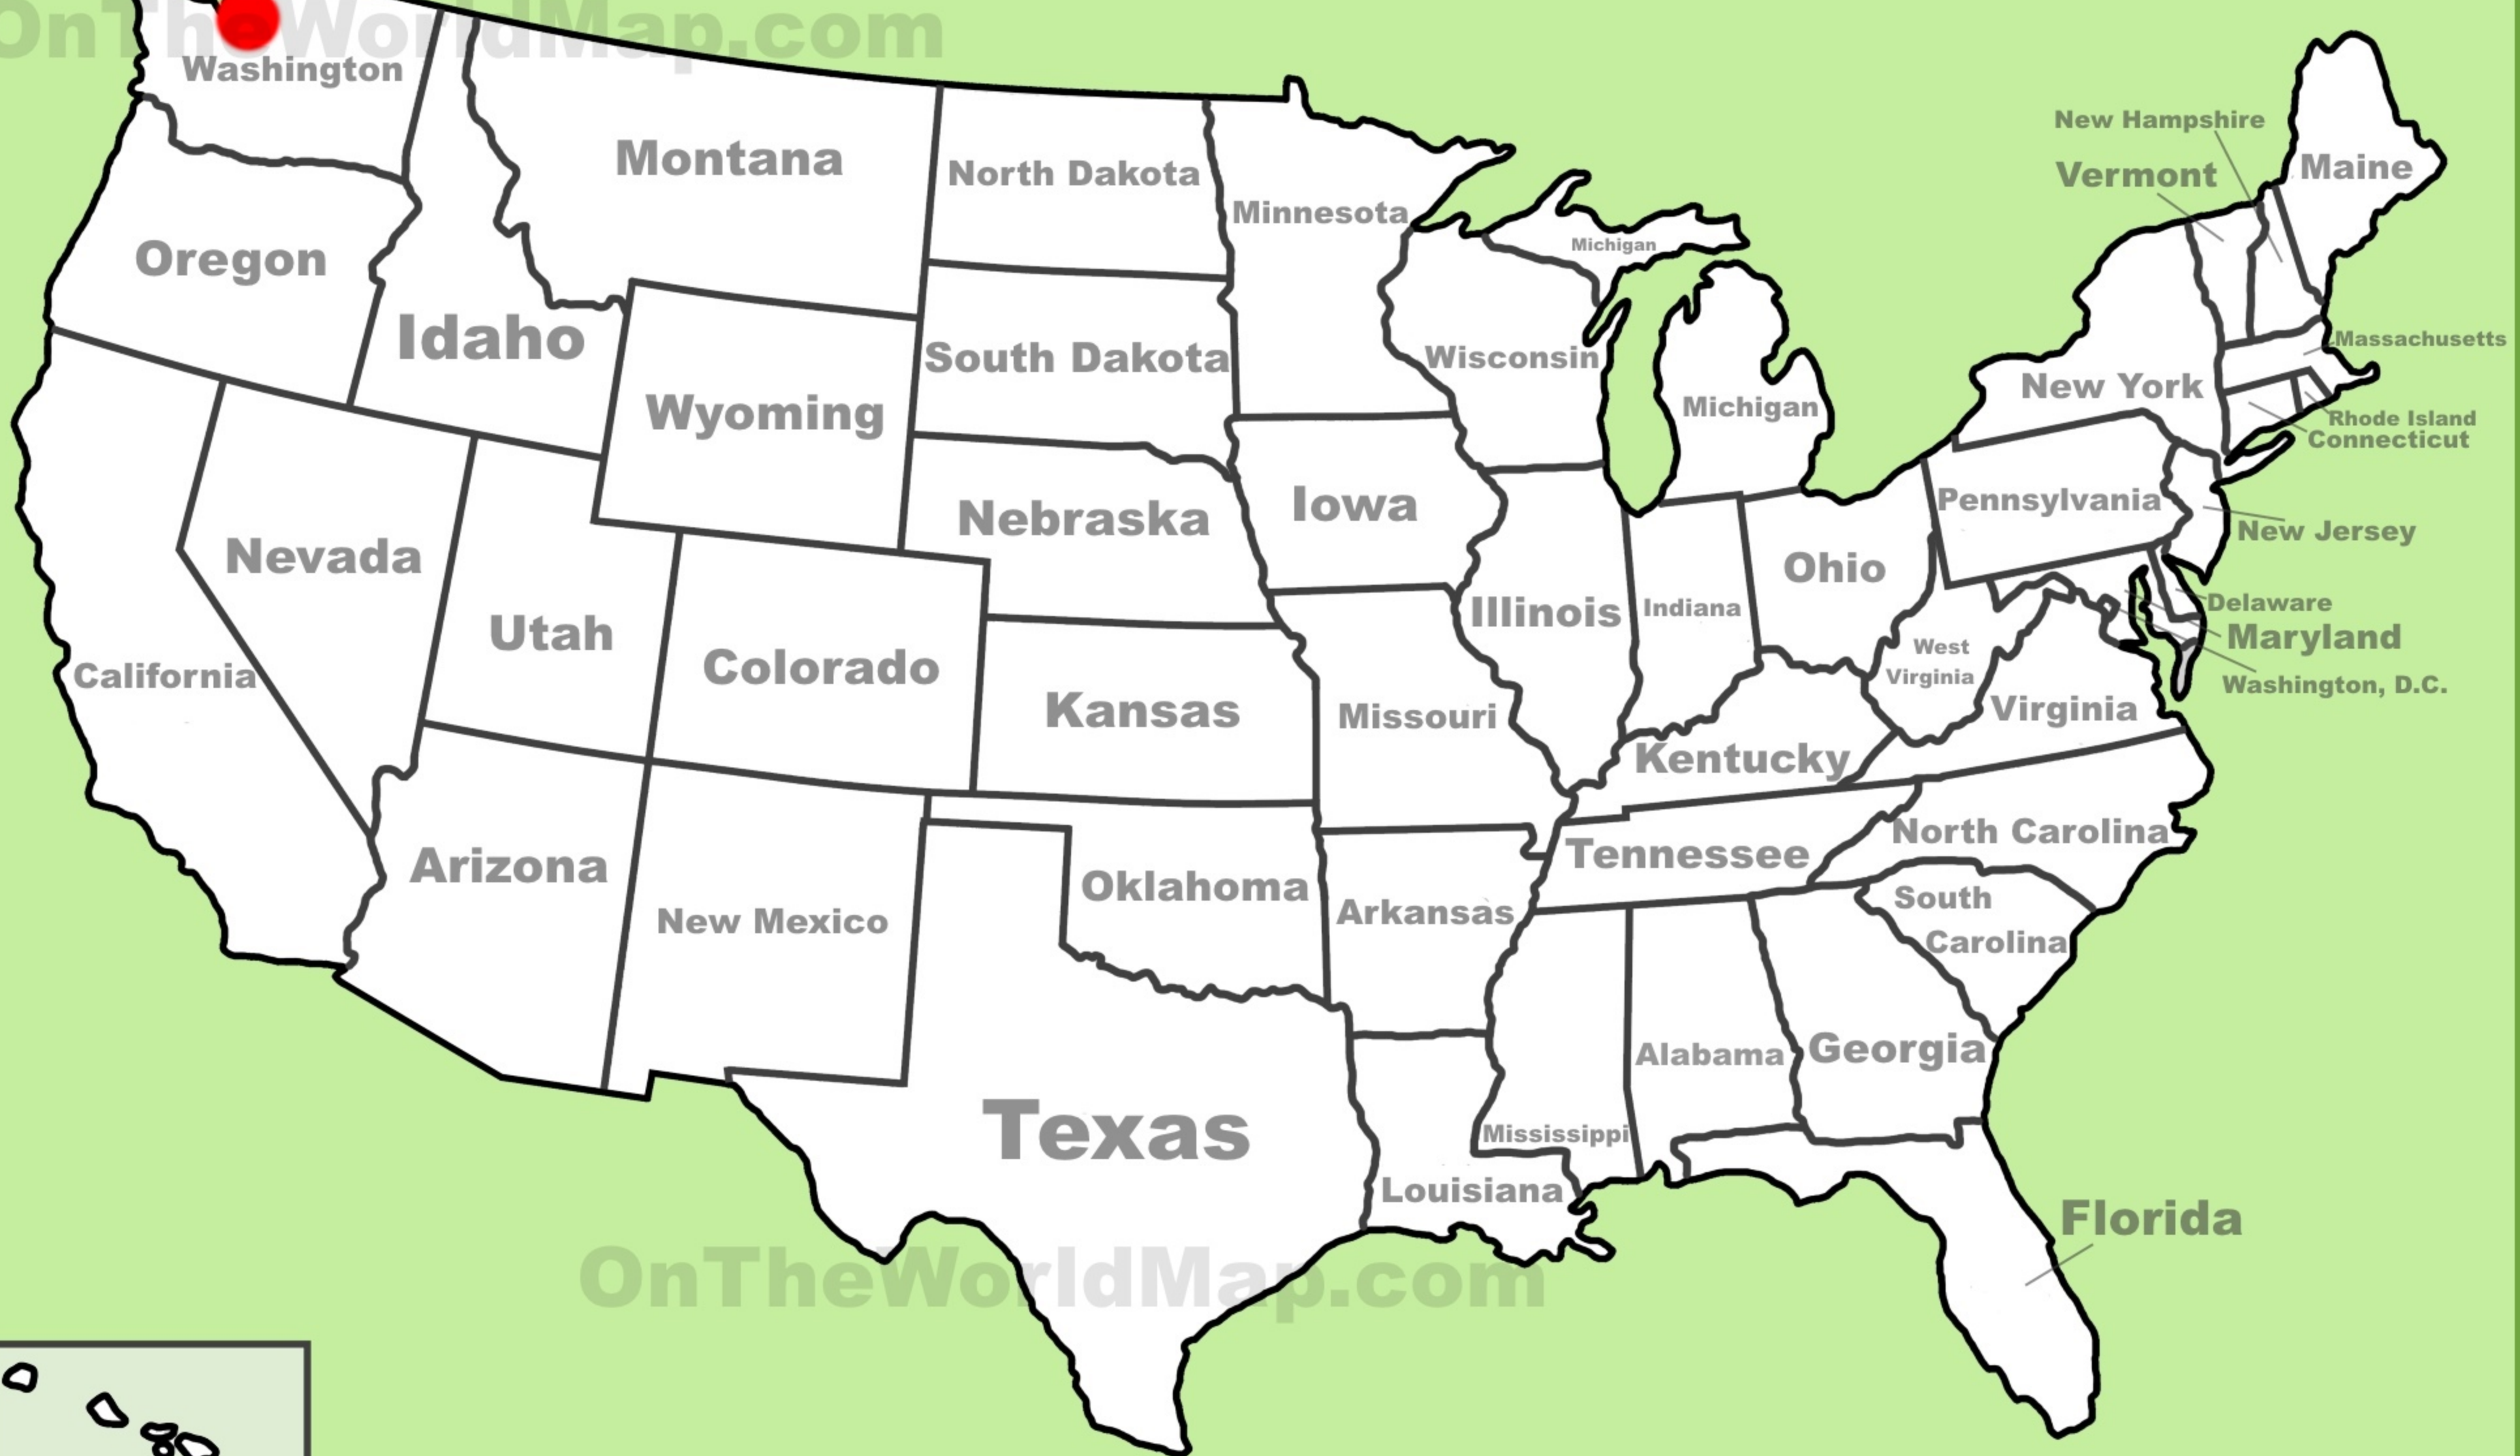 OnTheWorldMap.com
Washington
Montana
North Dakota
Minnesota
Michigan
New Hampshire
Vermont
Maine
Oregon
Idaho
Wyoming
South Dakota
Wisconsin
Michigan
New York
Massachusetts
Rhode Island
Connecticut
Nevada
Nebraska
Iowa
Pennsylvania
New Jersey
Ohio
Illinois
Indiana
Delaware
Maryland
Washington, D.C.
California
Utah
Colorado
Kansas
Missouri
West
Virginia
Virginia
Kentucky
Arizona
New Mexico
Oklahoma
Arkansas
Tennessee
North Carolina
South
Carolina
Texas
Mississippi
Alabama
Georgia
Louisiana
Florida
OnTheWorldMap.com